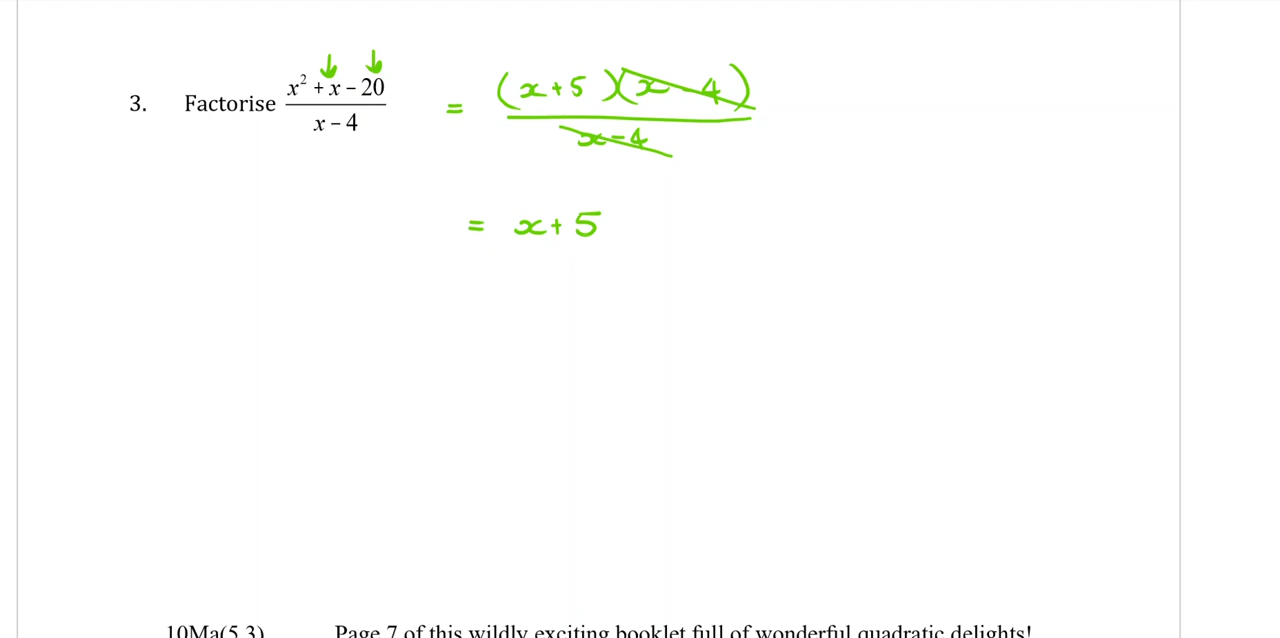 3. Factorise (x² + x − 20)/(x − 4) = ((x + 5)(x − 4))/(x − 4)
= x + 5
10Ma(5.3) Page 7 of this wildly exciting booklet full of wonderful quadratic delights!